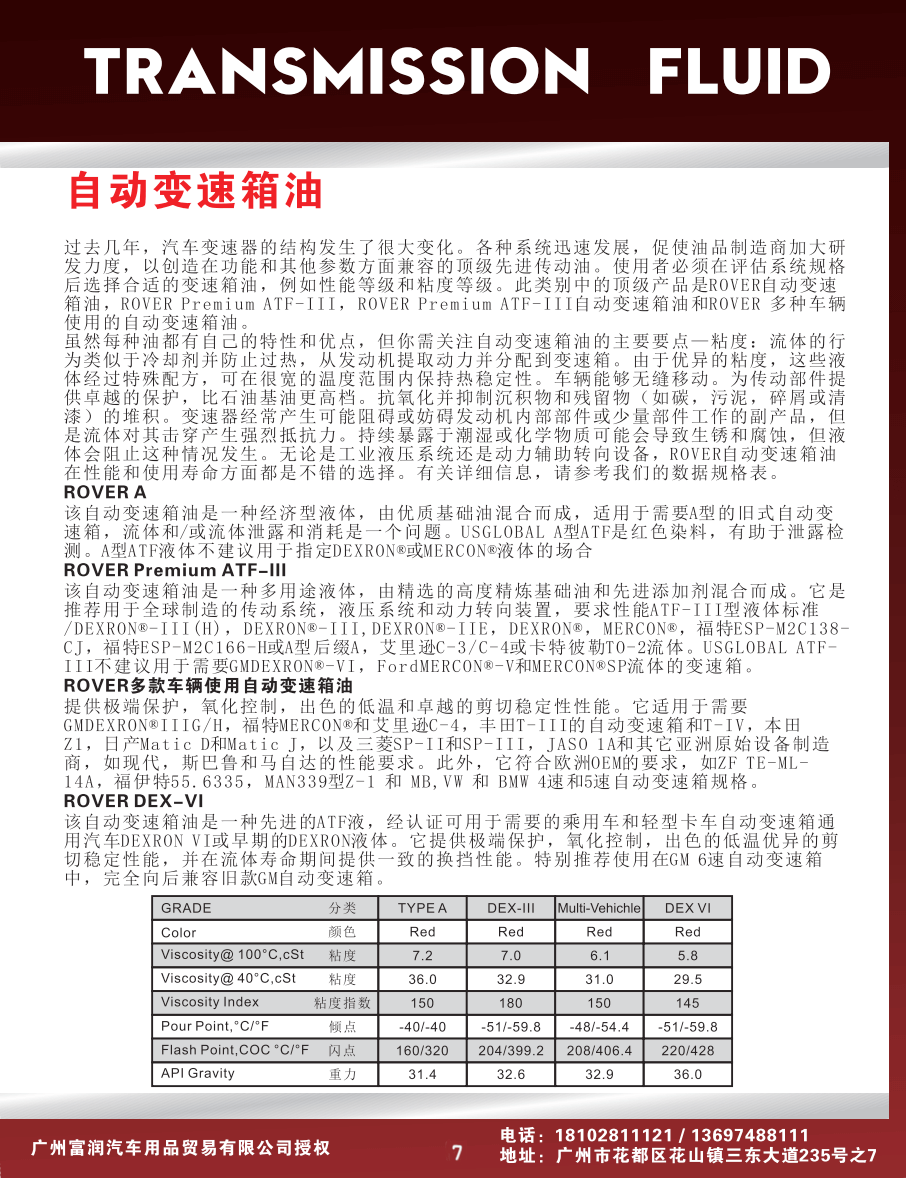 TRANSMISSION FLUID
自动变速箱油
过去几年，汽车变速器的结构发生了很大变化。各种系统迅速发展，促使油品制造商加大研
发力度，以创造在功能和其他参数方面兼容的顶级先进传动油。使用者必须在评估系统规格
后选择合适的变速箱油，例如性能等级和粘度等级。此类别中的顶级产品是ROVER自动变速
箱油，ROVER Premium ATF-III，ROVER Premium ATF-III自动变速箱油和ROVER 多种车辆
使用的自动变速箱油。
虽然每种油都有自己的特性和优点，但你需关注自动变速箱油的主要要点—粘度：流体的行
为类似于冷却剂并防止过热，从发动机提取动力并分配到变速箱。由于优异的粘度，这些液
体经过特殊配方，可在很宽的温度范围内保持热稳定性。车辆能够无缝移动。为传动部件提
供卓越的保护，比石油基油更高档。抗氧化并抑制沉积物和残留物（如碳，污泥，碎屑或清
漆）的堆积。变速器经常产生可能阻碍或妨碍发动机内部部件或少量部件工作的副产品，但
是流体对其击穿产生强烈抵抗力。持续暴露于潮湿或化学物质可能会导致生锈和腐蚀，但液
体会阻止这种情况发生。无论是工业液压系统还是动力辅助转向设备，ROVER自动变速箱油
在性能和使用寿命方面都是不错的选择。有关详细信息，请参考我们的数据规格表。
ROVER A
该自动变速箱油是一种经济型液体，由优质基础油混合而成，适用于需要A型的旧式自动变
速箱，流体和/或流体泄露和消耗是一个问题。USGLOBAL A型ATF是红色染料，有助于泄露检
测。A型ATF液体不建议用于指定DEXRON®或MERCON®液体的场合
ROVER Premium ATF-III
该自动变速箱油是一种多用途液体，由精选的高度精炼基础油和先进添加剂混合而成。它是
推荐用于全球制造的传动系统，液压系统和动力转向装置，要求性能ATF-III型液体标准
/DEXRON®-III(H)，DEXRON®-III,DEXRON®-IIE，DEXRON®，MERCON®，福特ESP-M2C138-
CJ，福特ESP-M2C166-H或A型后缀A，艾里逊C-3/C-4或卡特彼勒TO-2流体。USGLOBAL ATF-
III不建议用于需要GMDEXRON®-VI，FordMERCON®-V和MERCON®SP流体的变速箱。
ROVER多款车辆使用自动变速箱油
提供极端保护，氧化控制，出色的低温和卓越的剪切稳定性性能。它适用于需要
GMDEXRON®IIIG/H，福特MERCON®和艾里逊C-4，丰田T-III的自动变速箱和T-IV，本田
Z1，日产Matic D和Matic J，以及三菱SP-II和SP-III，JASO 1A和其它亚洲原始设备制造
商，如现代，斯巴鲁和马自达的性能要求。此外，它符合欧洲OEM的要求，如ZF TE-ML-
14A，福伊特55.6335，MAN339型Z-1 和 MB,VW 和 BMW 4速和5速自动变速箱规格。
ROVER DEX-VI
该自动变速箱油是一种先进的ATF液，经认证可用于需要的乘用车和轻型卡车自动变速箱通
用汽车DEXRON VI或早期的DEXRON液体。它提供极端保护，氧化控制，出色的低温优异的剪
切稳定性能，并在流体寿命期间提供一致的换挡性能。特别推荐使用在GM 6速自动变速箱
中，完全向后兼容旧款GM自动变速箱。
GRADE 分类 TYPE A DEX-III Multi-Vehichle DEX VI
Color 颜色 Red Red Red Red
Viscosity@ 100°C,cSt 粘度 7.2 7.0 6.1 5.8
Viscosity@ 40°C,cSt 粘度 36.0 32.9 31.0 29.5
Viscosity Index 粘度指数 150 180 150 145
Pour Point,°C/°F 倾点 -40/-40 -51/-59.8 -48/-54.4 -51/-59.8
Flash Point,COC °C/°F 闪点 160/320 204/399.2 208/406.4 220/428
API Gravity 重力 31.4 32.6 32.9 36.0
广州富润汽车用品贸易有限公司授权
7
电话：18102811121 / 13697488111
地址：广州市花都区花山镇三东大道235号之7